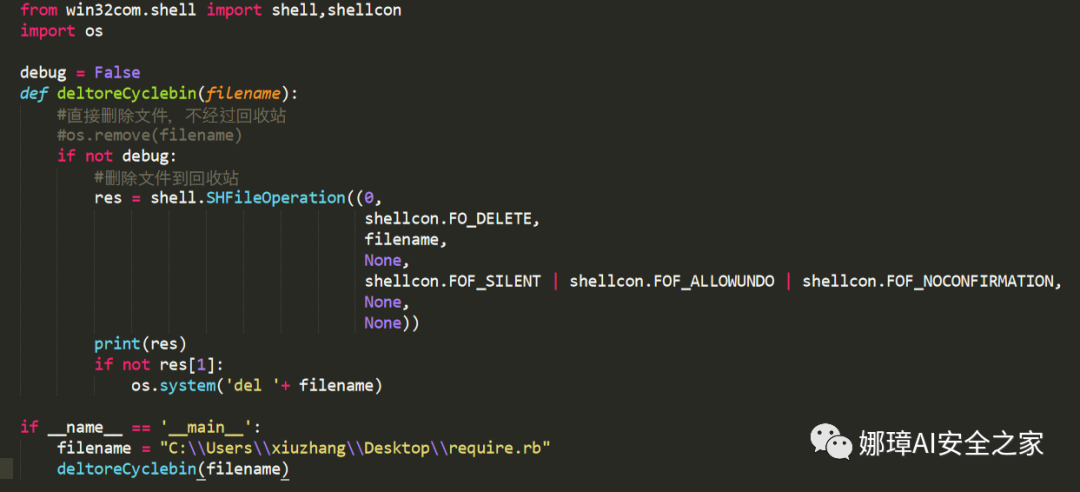 from win32com.shell import shell,shellcon
import os
debug = False
def deltoreCyclebin(filename):
#直接删除文件，不经过回收站
#os.remove(filename)
if not debug:
#删除文件到回收站
res = shell.SHFileOperation((0,
shellcon.FO_DELETE,
filename,
None,
shellcon.FOF_SILENT | shellcon.FOF_ALLOWUNDO | shellcon.FOF_NOCONFIRMATION,
None,
None))
print(res)
if not res[1]:
os.system('del '+ filename)
if __name__ == '__main__':
filename = "C:\\Users\\xiuzhang\\Desktop\\require.rb"
deltoreCyclebin(filename)
娜璋AI安全之家